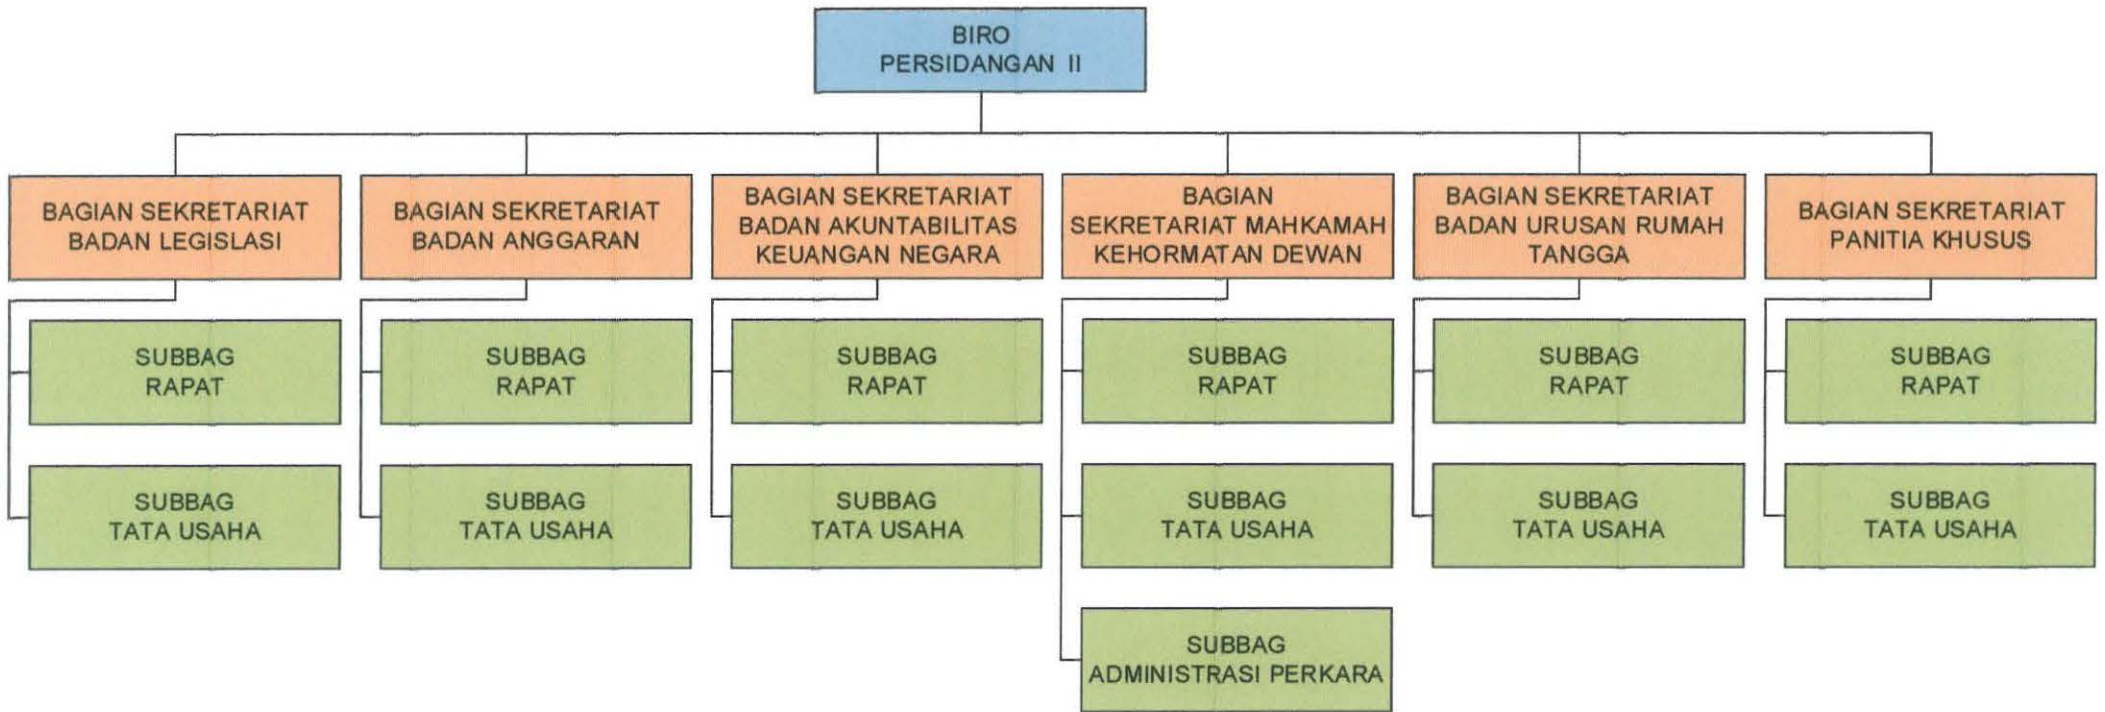 BIRO
PERSIDANGAN II
BAGIAN SEKRETARIAT
BADAN LEGISLASI
BAGIAN SEKRETARIAT
BADAN ANGGARAN
BAGIAN SEKRETARIAT
BADAN AKUNTABILITAS
KEUANGAN NEGARA
BAGIAN
SEKRETARIAT MAHKAMAH
KEHORMATAN DEWAN
BAGIAN SEKRETARIAT
BADAN URUSAN RUMAH
TANGGA
BAGIAN SEKRETARIAT
PANITIA KHUSUS
SUBBAG
RAPAT
SUBBAG
RAPAT
SUBBAG
RAPAT
SUBBAG
RAPAT
SUBBAG
RAPAT
SUBBAG
RAPAT
SUBBAG
TATA USAHA
SUBBAG
TATA USAHA
SUBBAG
TATA USAHA
SUBBAG
TATA USAHA
SUBBAG
TATA USAHA
SUBBAG
TATA USAHA
SUBBAG
ADMINISTRASI PERKARA